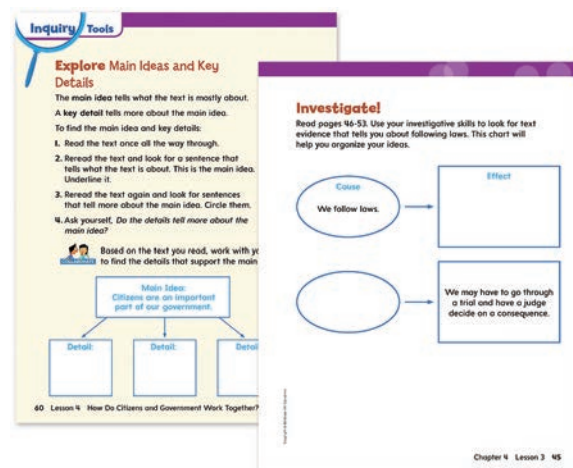 Inquiry Tools
Explore Main Ideas and Key
Details
The main idea tells what the text is mostly about.
A key detail tells more about the main idea.
To find the main idea and key details:
1. Read the text once all the way through.
2. Reread the text and look for a sentence that
tells what the text is about. This is the main idea.
Underline it.
3. Reread the text again and look for sentences
that tell more about the main idea. Circle them.
4. Ask yourself, Do the details tell more about the
main idea?
Based on the text you read, work with
to find the details that support the main
Main Idea:
Citizens are an important
part of our government.
Detail:
Detail:
60 Lesson 4 How Do Citizens and Government Work Together?
Investigate!
Read pages 46-53. Use your investigative skills to look for text
evidence that tells you about following laws. This chart will
help you organize your ideas.
Cause
We follow laws.
Effect
We may have to go through
a trial and have a judge
decide on a consequence.
Chapter 4 Lesson 3 45